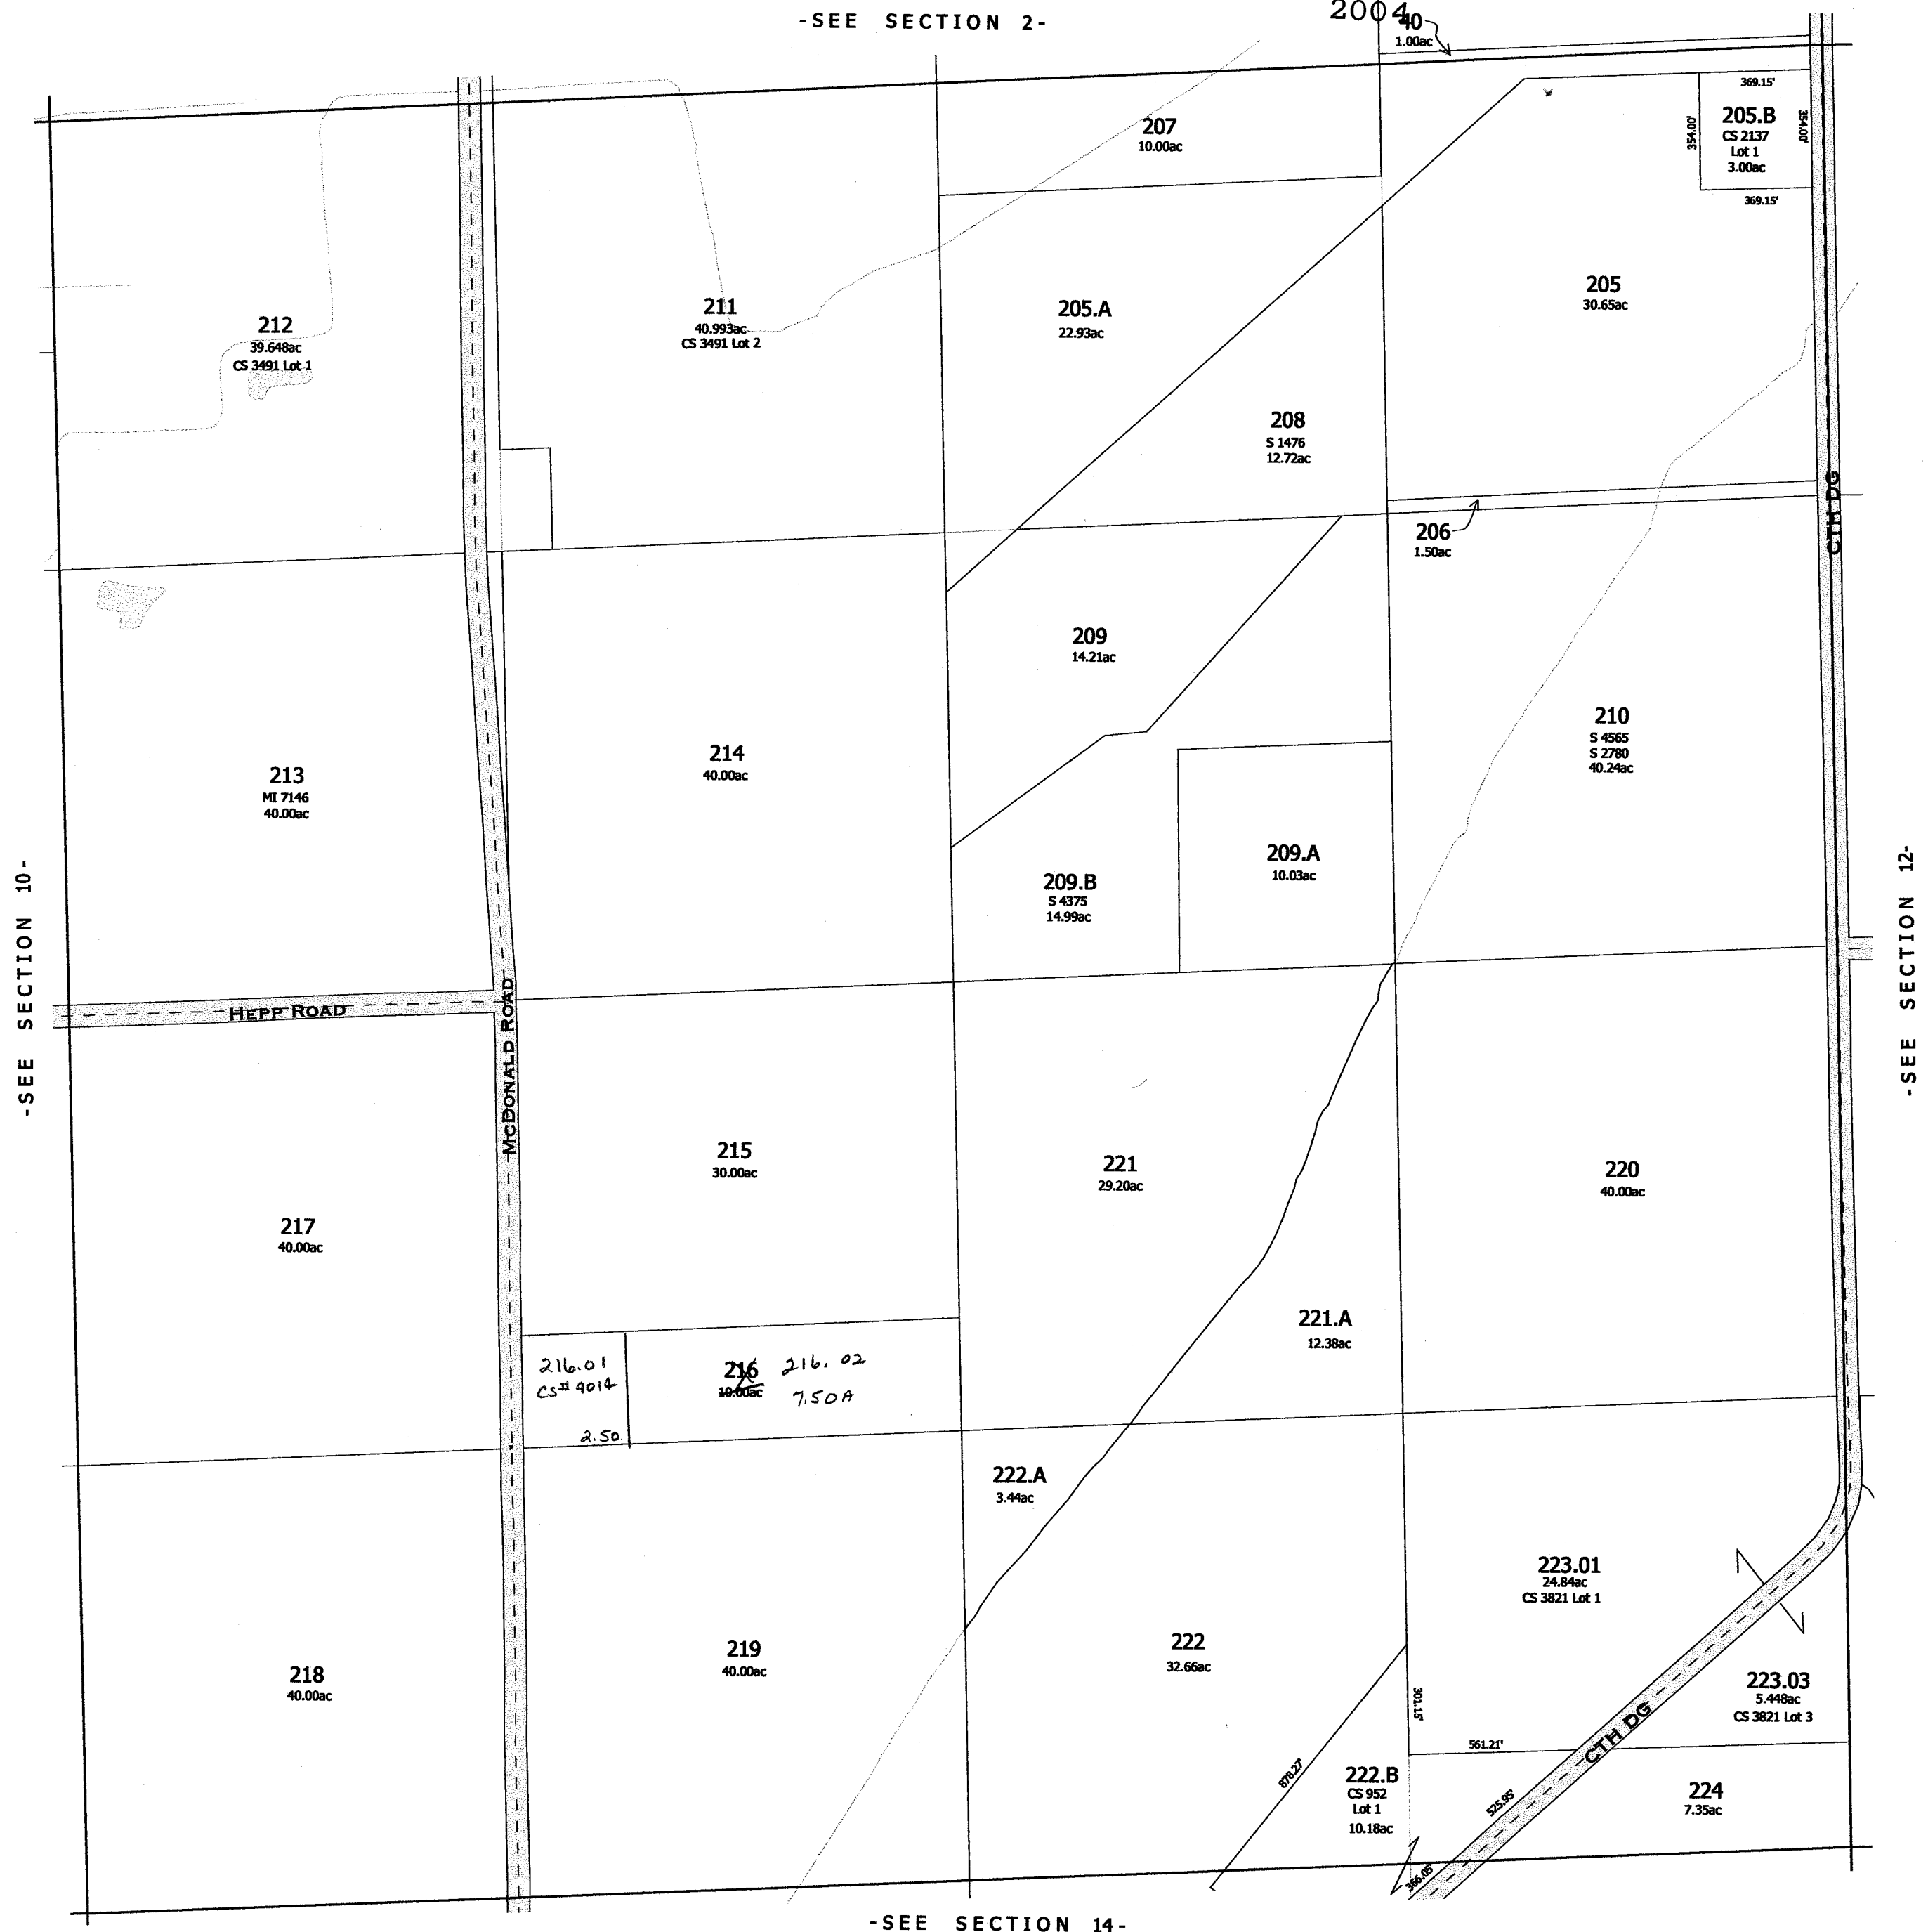 -SEE SECTION 2-
2004
40
1.00ac
369.15'
207
10.00ac
354.00'
205.B
CS 2137
Lot 1
3.00ac
354.00'
369.15'
212
39.648ac
CS 3491 Lot 1
211
40.993ac
CS 3491 Lot 2
205.A
22.93ac
205
30.65ac
208
S 1476
12.72ac
CTH DG
206
1.50ac
209
14.21ac
213
MI 7146
40.00ac
214
40.00ac
210
S 4565
S 2780
40.24ac
209.B
S 4375
14.99ac
209.A
10.03ac
-SEE SECTION 10-
-SEE SECTION 12-
HEPP ROAD
MCDONALD ROAD
217
40.00ac
215
30.00ac
221
29.20ac
220
40.00ac
221.A
12.38ac
216.01
CS# 4014
2.50
216
10.00ac
216.02
7.50A
222.A
3.44ac
223.01
24.84ac
CS 3821 Lot 1
218
40.00ac
219
40.00ac
222
32.66ac
223.03
5.448ac
CS 3821 Lot 3
301.15'
561.21'
CTH DG
878.27'
222.B
CS 952
Lot 1
10.18ac
525.95'
224
7.35ac
366.05'
-SEE SECTION 14-